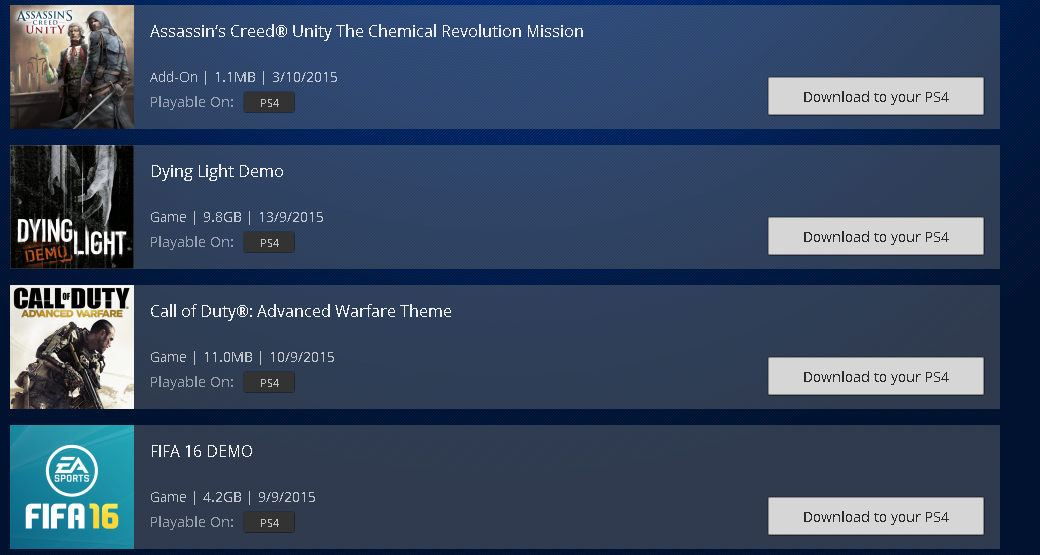 ASSASSIN'S
CREED
UNITY
Assassin's Creed® Unity The Chemical Revolution Mission
Add-On | 1.1MB | 3/10/2015
Playable On: PS4
Download to your PS4
DYING
LIGHT
DEMO
Dying Light Demo
Game | 9.8GB | 13/9/2015
Playable On: PS4
Download to your PS4
CALL OF DUTY
ADVANCED WARFARE
Call of Duty®: Advanced Warfare Theme
Game | 11.0MB | 10/9/2015
Playable On: PS4
Download to your PS4
EA
SPORTS
FIFA 16
FIFA 16 DEMO
Game | 4.2GB | 9/9/2015
Playable On: PS4
Download to your PS4